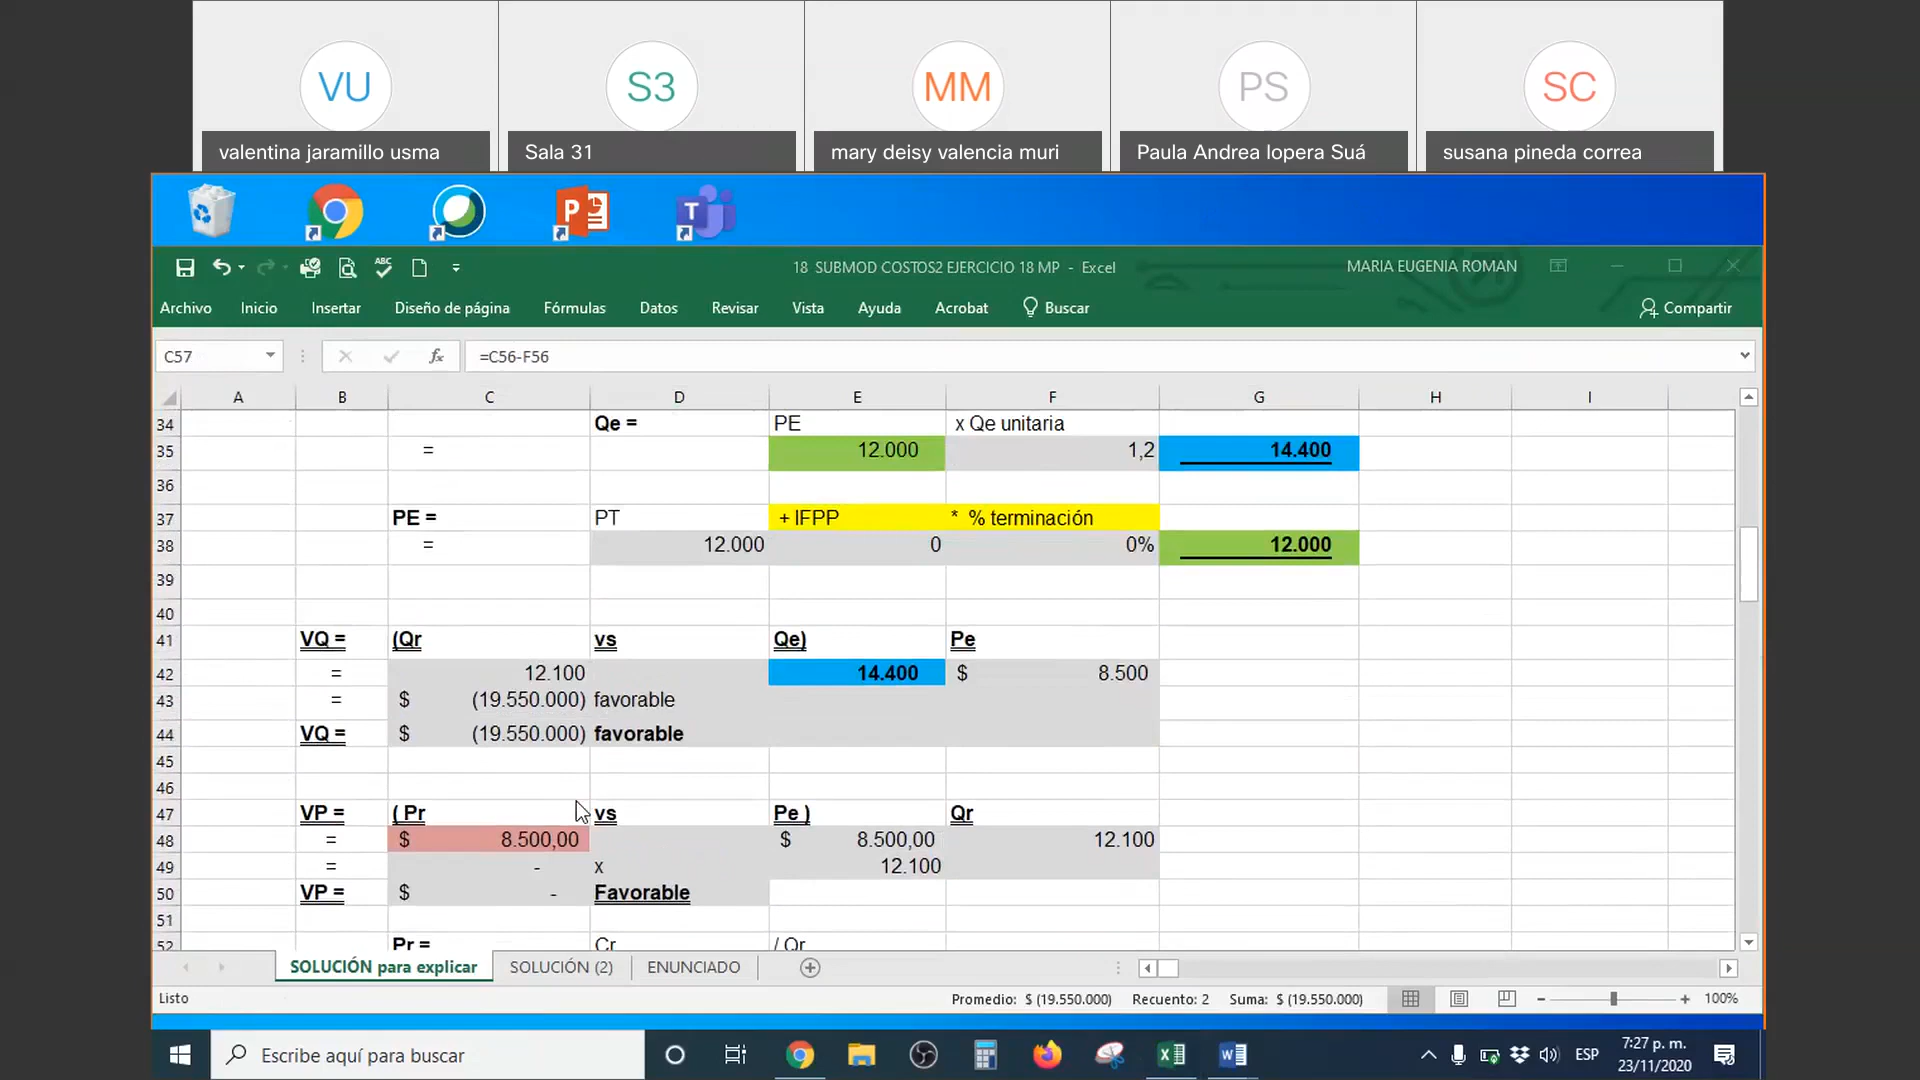 VU
S3
MM
PS
SC
valentina jaramillo usma
Sala 31
mary deisy valencia muri
Paula Andrea lopera Suá
susana pineda correa
18 SUBMOD COSTOS2 EJERCICIO 18 MP - Excel
MARIA EUGENIA ROMAN
Archivo Inicio Insertar Diseño de página Fórmulas Datos Revisar Vista Ayuda Acrobat Buscar Compartir
C57 fx =C56-F56
A B C D E F G H I
34 Qe = PE x Qe unitaria
35 = 12.000 1,2 14.400
36
37 PE = PT + IFPP * % terminación
38 = 12.000 0 0% 12.000
39
40
41 VQ = (Qr vs Qe) Pe
42 = 12.100 14.400 $ 8.500
43 = $ (19.550.000) favorable
44 VQ = $ (19.550.000) favorable
45
46
47 VP = ( Pr vs Pe ) Qr
48 = $ 8.500,00 $ 8.500,00 12.100
49 = - x 12.100
50 VP = $ - Favorable
51
52 Pr = Cr / Qr
SOLUCIÓN para explicar SOLUCIÓN (2) ENUNCIADO
Listo Promedio: $ (19.550.000) Recuento: 2 Suma: $ (19.550.000) 100%
Escribe aquí para buscar
ESP
7:27 p. m.
23/11/2020